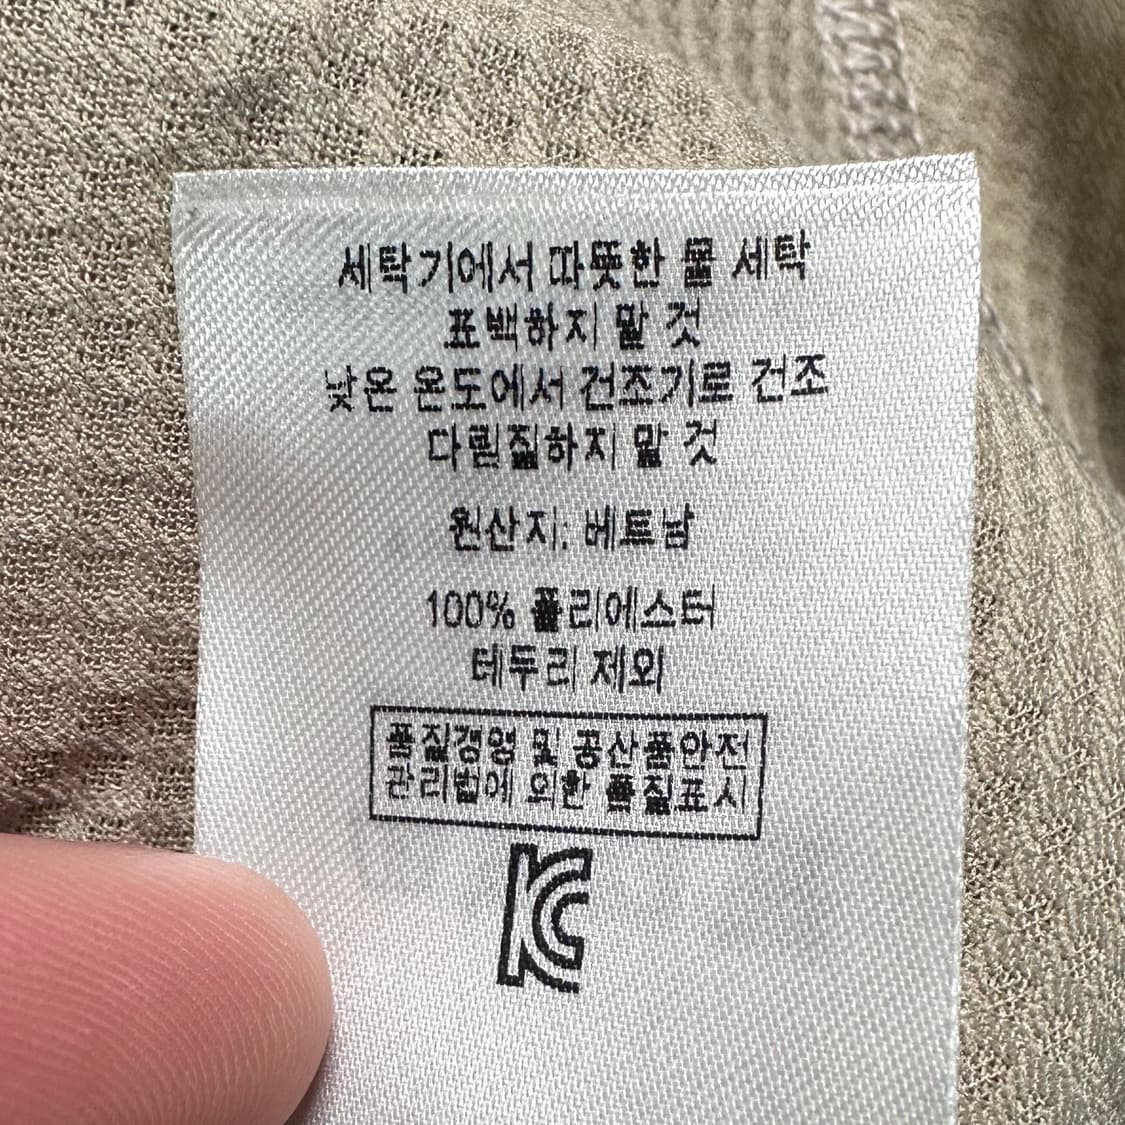 세탁기에서 따뜻한 물 세탁
표백하지 말 것
낮은 온도에서 건조기로 건조
다림질하지 말 것
원산지: 베트남
100% 폴리에스터
테두리 제외
품질경영 및 공산품안전
관리법에 의한 품질표시
KC